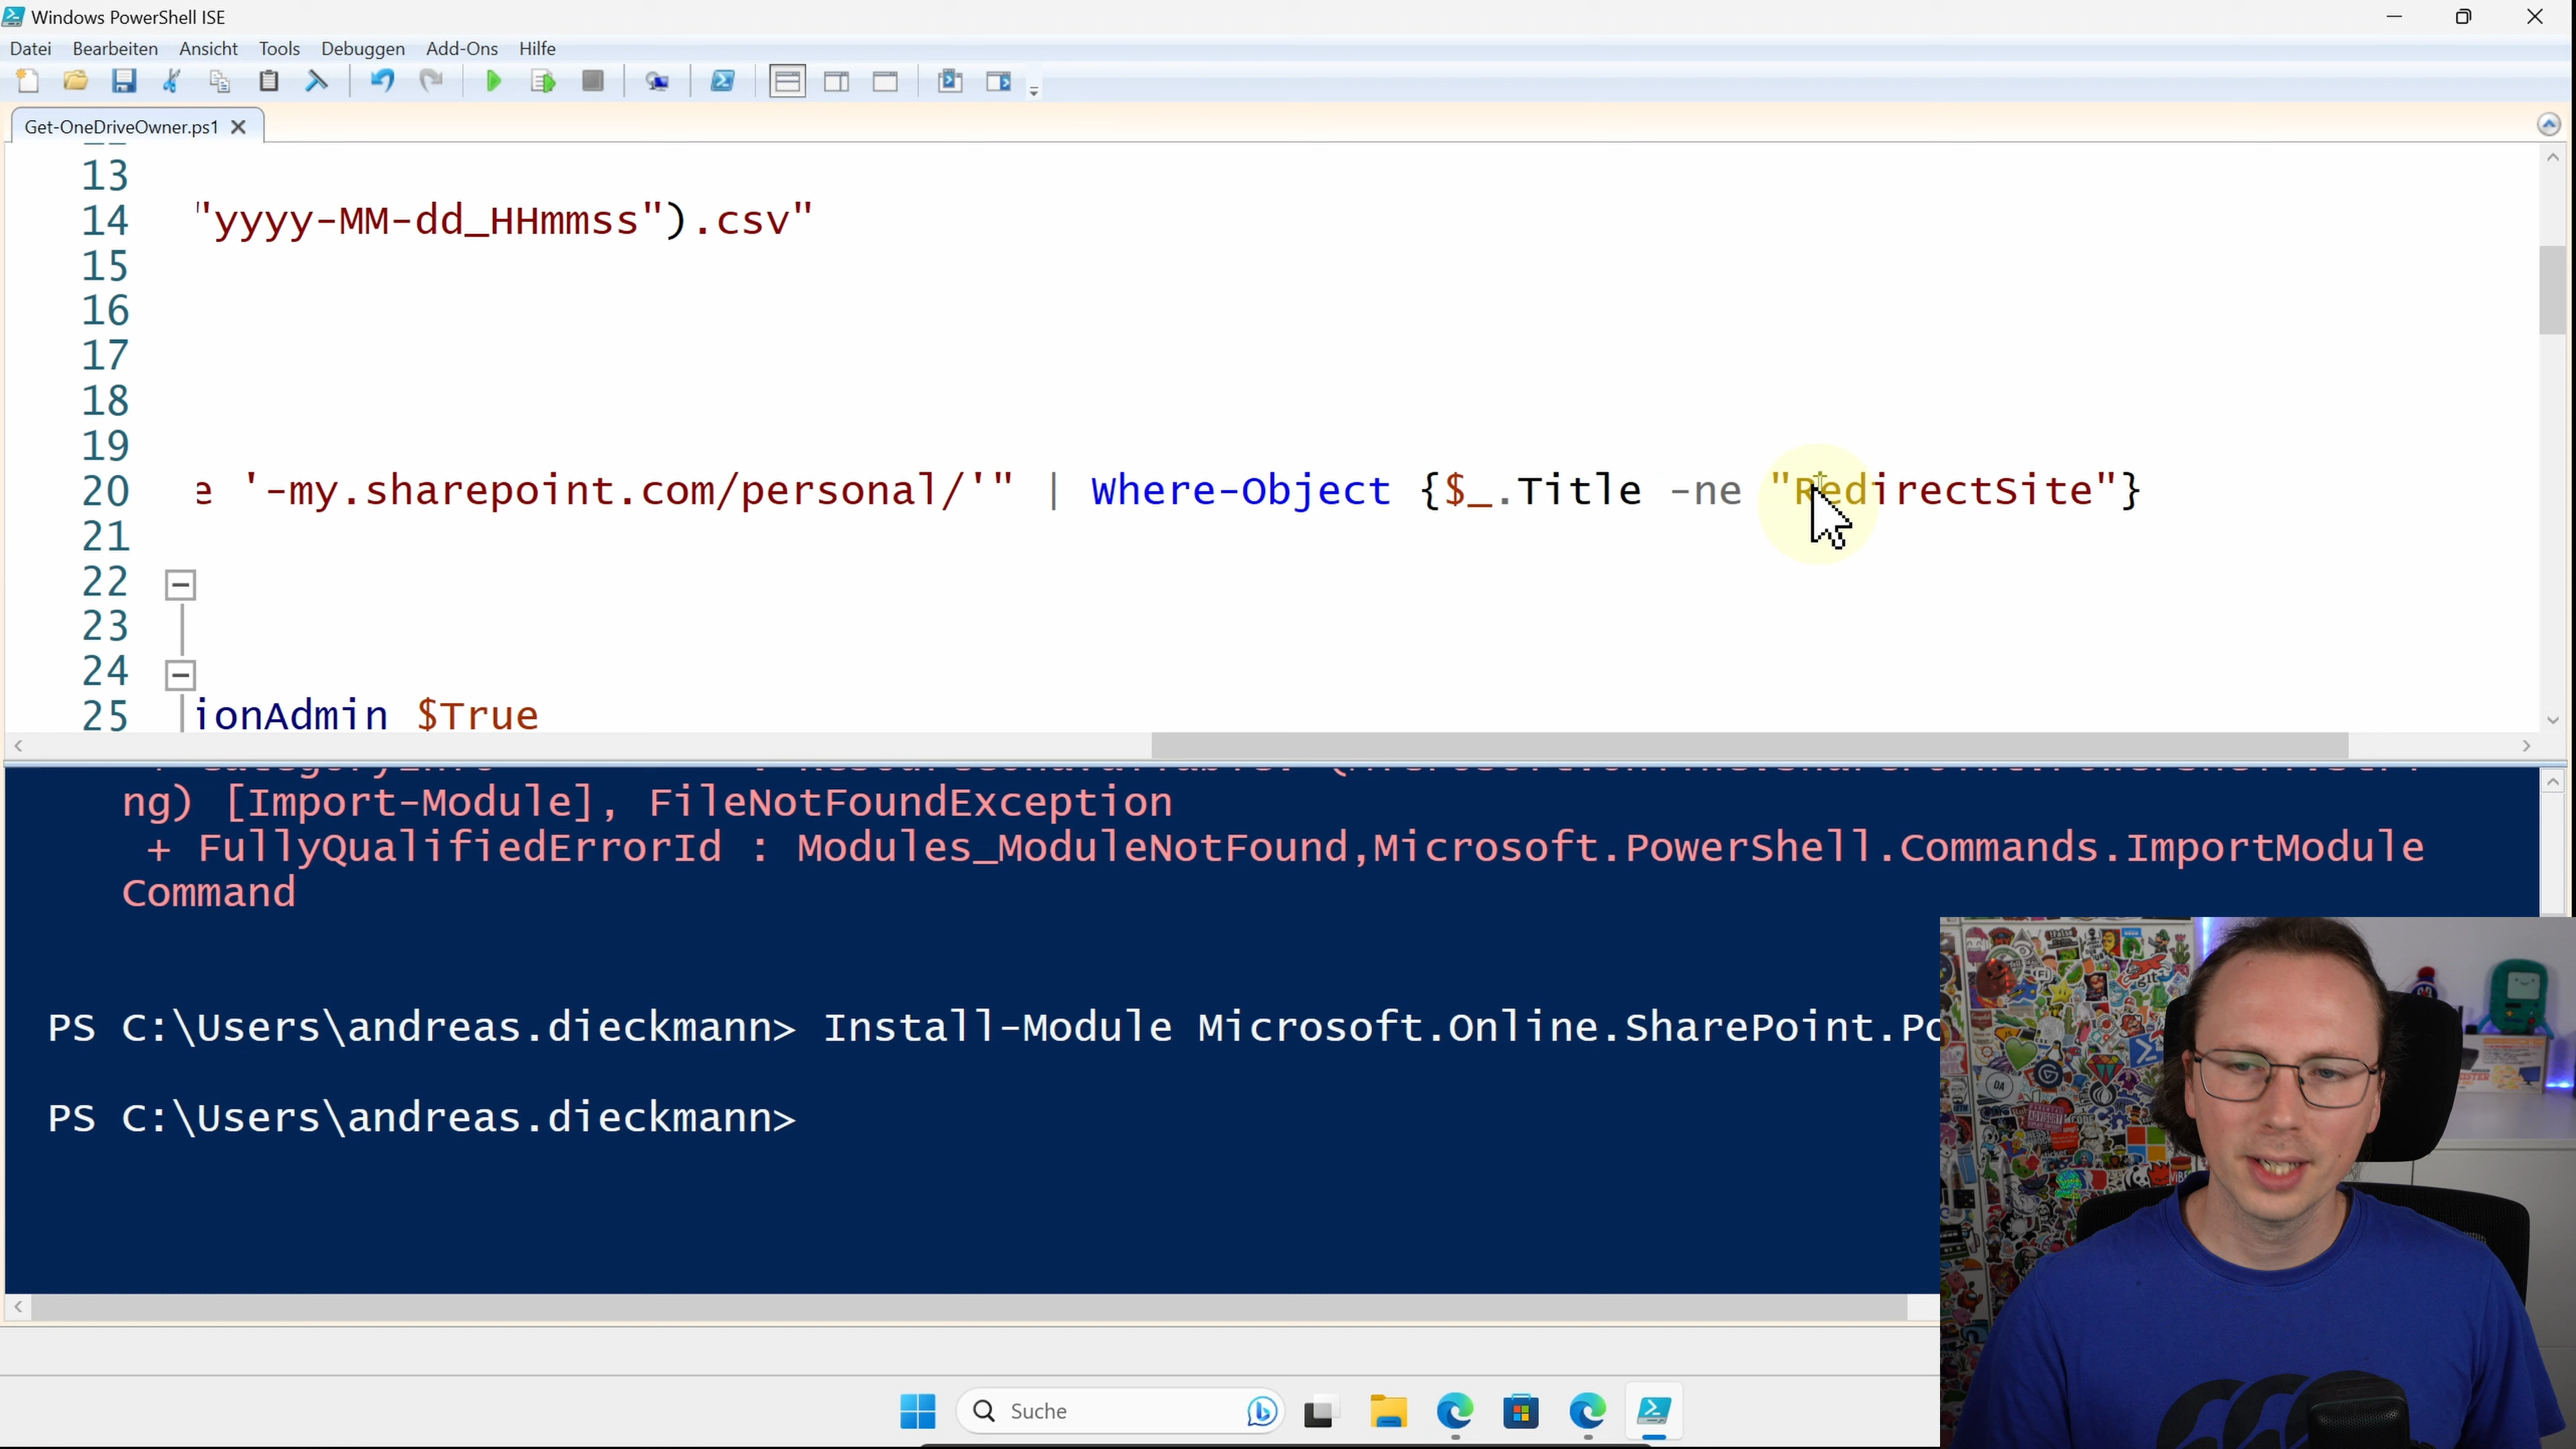 Windows PowerShell ISE
Datei Bearbeiten Ansicht Tools Debuggen Add-Ons Hilfe
Get-OneDriveOwner.ps1
13
14 "yyyy-MM-dd_HHmmss").csv"
15
16
17
18
19
20 e '-my.sharepoint.com/personal/'" | Where-Object {$_.Title -ne "RedirectSite"}
21
22
23
24
25 ionAdmin $True
ng) [Import-Module], FileNotFoundException
+ FullyQualifiedErrorId : Modules_ModuleNotFound,Microsoft.PowerShell.Commands.ImportModule
Command
PS C:\Users\andreas.dieckmann> Install-Module Microsoft.Online.SharePoint.Po
PS C:\Users\andreas.dieckmann>
Suche